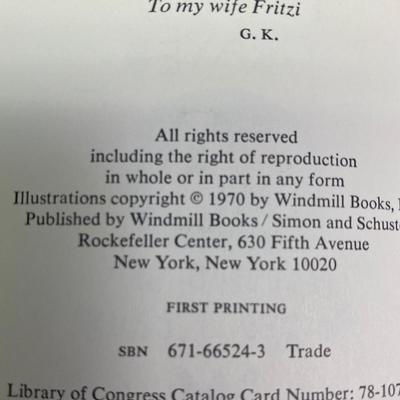 To my wife Fritzi
G. K.
All rights reserved
including the right of reproduction
in whole or in part in any form
Illustrations copyright © 1970 by Windmill Books,
Published by Windmill Books / Simon and Schust
Rockefeller Center, 630 Fifth Avenue
New York, New York 10020
FIRST PRINTING
SBN 671-66524-3 Trade
Library of Congress Catalog Card Number: 78-107